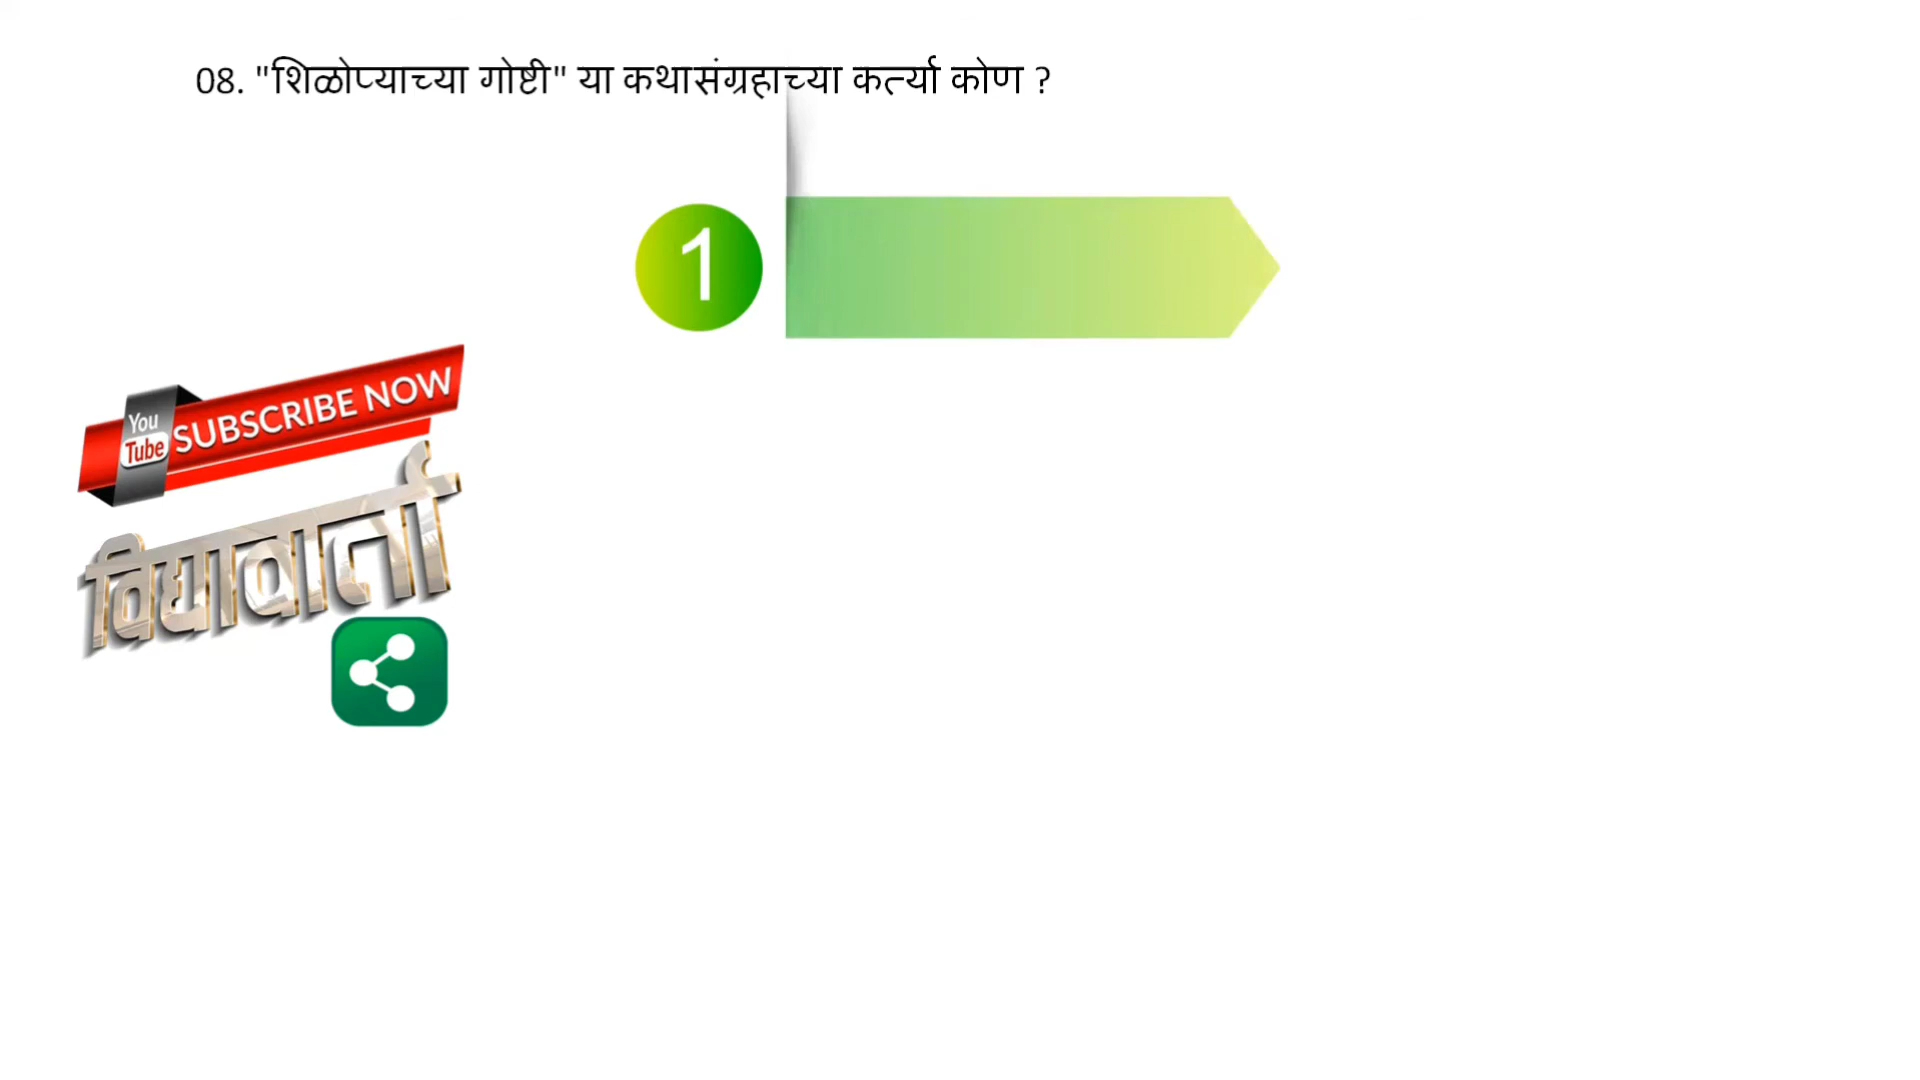 08. "शिळोप्याच्या गोष्टी" या कथासंग्रहाच्या कर्त्या कोण ?
1
You
Tube
SUBSCRIBE NOW
विद्यावार्ता